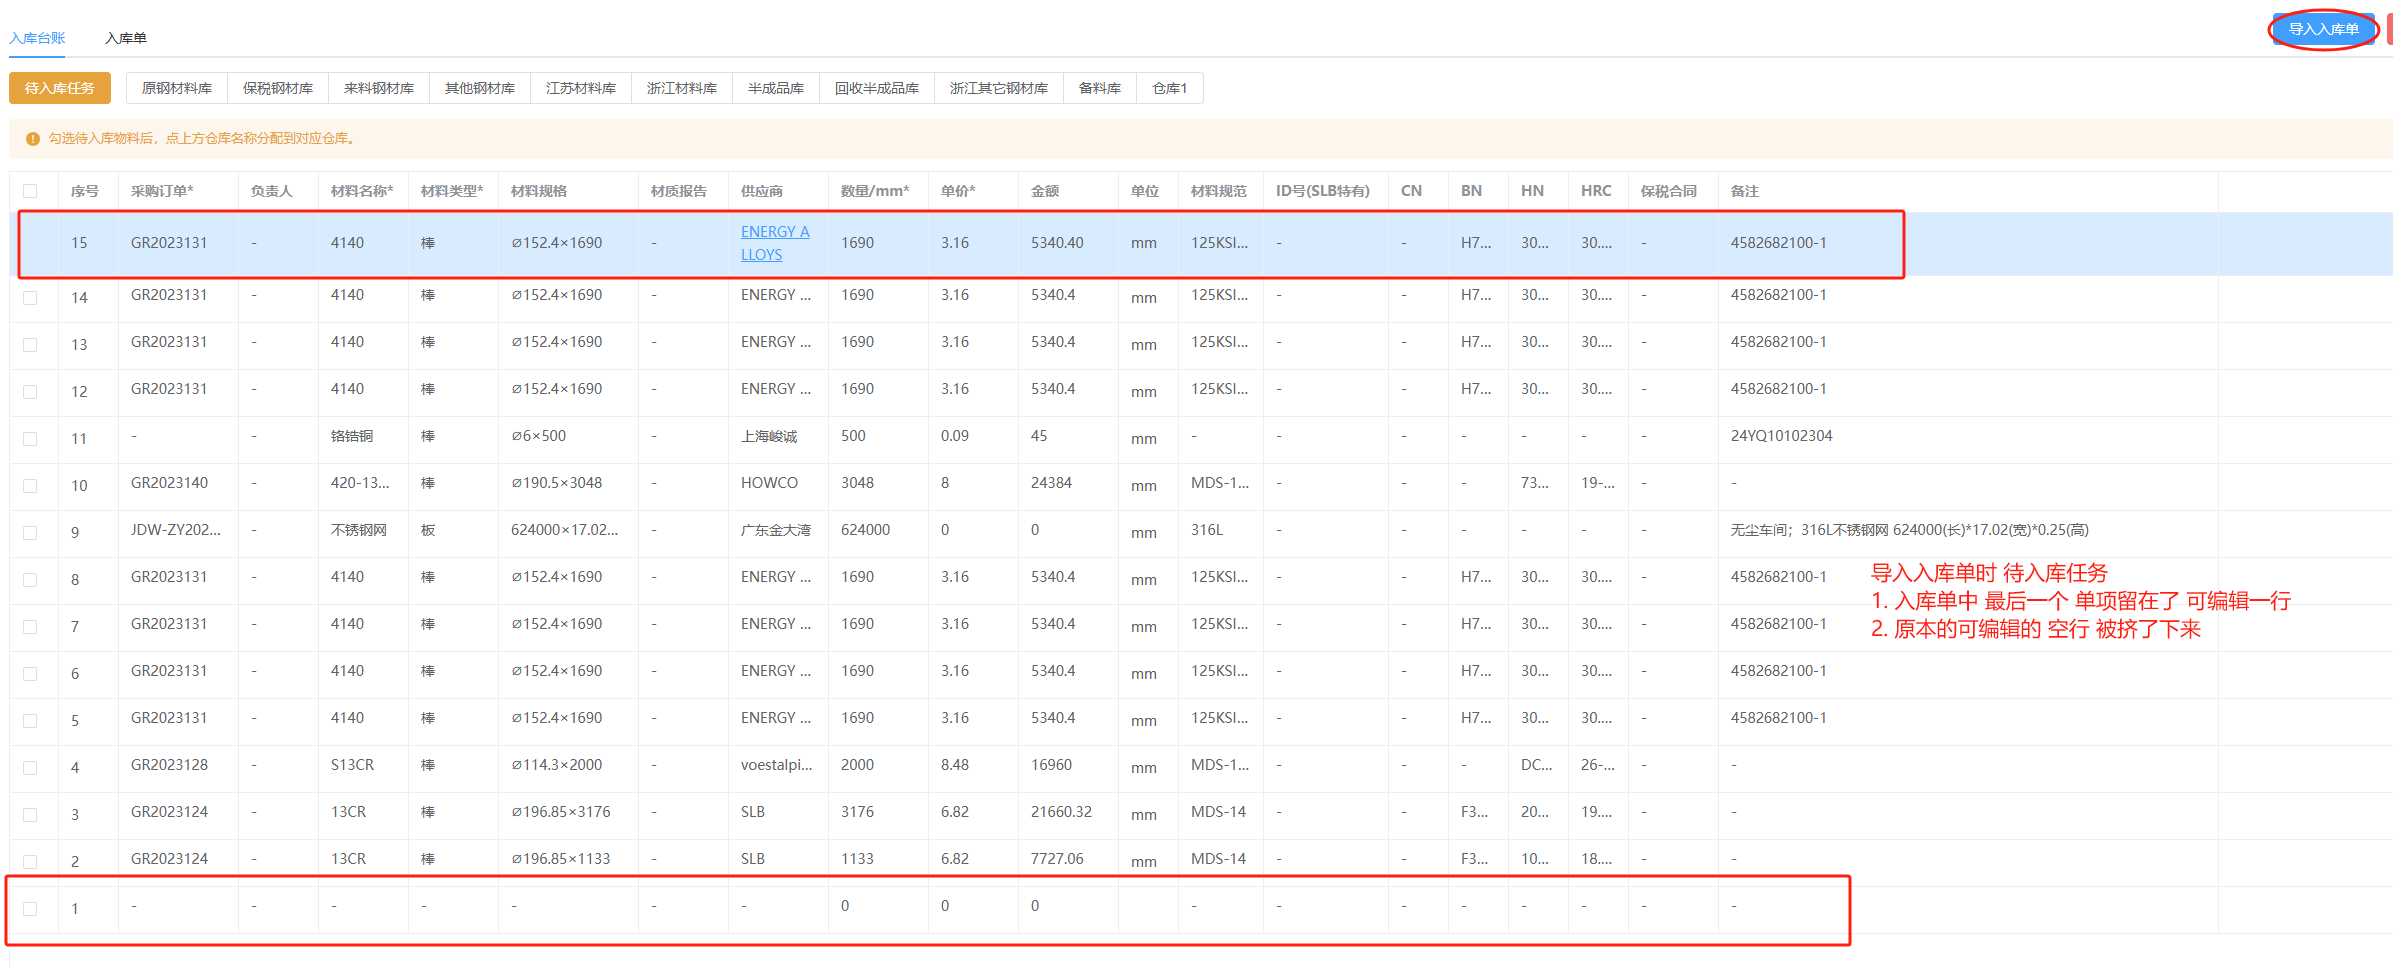 入库台账 入库单 导入入库单
待入库任务 原钢材料库 保税钢材库 来料钢材库 其他钢材库 江苏材料库 浙江材料库 半成品库 回收半成品库 浙江其它钢材库 备料库 仓库1
勾选待入库物料后，点上方仓库名称分配到对应仓库。
序号 采购订单* 负责人 材料名称* 材料类型* 材料规格 材质报告 供应商 数量/mm* 单价* 金额 单位 材料规范 ID号(SLB特有) CN BN HN HRC 保税合同 备注
15 GR2023131 - 4140 棒 ∅152.4×1690 - ENERGY A 1690 3.16 5340.40 mm 125KSI... - - H7... 30... 30.... - 4582682100-1
LLOYS
14 GR2023131 - 4140 棒 ∅152.4×1690 - ENERGY ... 1690 3.16 5340.4 mm 125KSI... - - H7... 30... 30.... - 4582682100-1
13 GR2023131 - 4140 棒 ∅152.4×1690 - ENERGY ... 1690 3.16 5340.4 mm 125KSI... - - H7... 30... 30.... - 4582682100-1
12 GR2023131 - 4140 棒 ∅152.4×1690 - ENERGY ... 1690 3.16 5340.4 mm 125KSI... - - H7... 30... 30.... - 4582682100-1
11 - - 铬锆铜 棒 ∅6×500 - 上海峻诚 500 0.09 45 mm - - - - - - - 24YQ10102304
10 GR2023140 - 420-13... 棒 ∅190.5×3048 - HOWCO 3048 8 24384 mm MDS-1... - - - 73... 19-... - -
9 JDW-ZY202... - 不锈钢网 板 624000×17.02... - 广东金大湾 624000 0 0 mm 316L - - - - - - 无尘车间；316L不锈钢网 624000(长)*17.02(宽)*0.25(高)
8 GR2023131 - 4140 棒 ∅152.4×1690 - ENERGY ... 1690 3.16 5340.4 mm 125KSI... - - H7... 30... 30.... - 4582682100-1
导入入库单时 待入库任务
1. 入库单中 最后一个 单项留在了 可编辑一行
2. 原本的可编辑的 空行 被挤了下来
7 GR2023131 - 4140 棒 ∅152.4×1690 - ENERGY ... 1690 3.16 5340.4 mm 125KSI... - - H7... 30... 30.... - 4582682100-1
6 GR2023131 - 4140 棒 ∅152.4×1690 - ENERGY ... 1690 3.16 5340.4 mm 125KSI... - - H7... 30... 30.... - 4582682100-1
5 GR2023131 - 4140 棒 ∅152.4×1690 - ENERGY ... 1690 3.16 5340.4 mm 125KSI... - - H7... 30... 30.... - 4582682100-1
4 GR2023128 - S13CR 棒 ∅114.3×2000 - voestalpi... 2000 8.48 16960 mm MDS-1... - - - DC... 26-... - -
3 GR2023124 - 13CR 棒 ∅196.85×3176 - SLB 3176 6.82 21660.32 mm MDS-14 - - F3... 20... 19.... - -
2 GR2023124 - 13CR 棒 ∅196.85×1133 - SLB 1133 6.82 7727.06 mm MDS-14 - - F3... 10... 18.... - -
1 - - - - - - - 0 0 0 - - - - - - - -